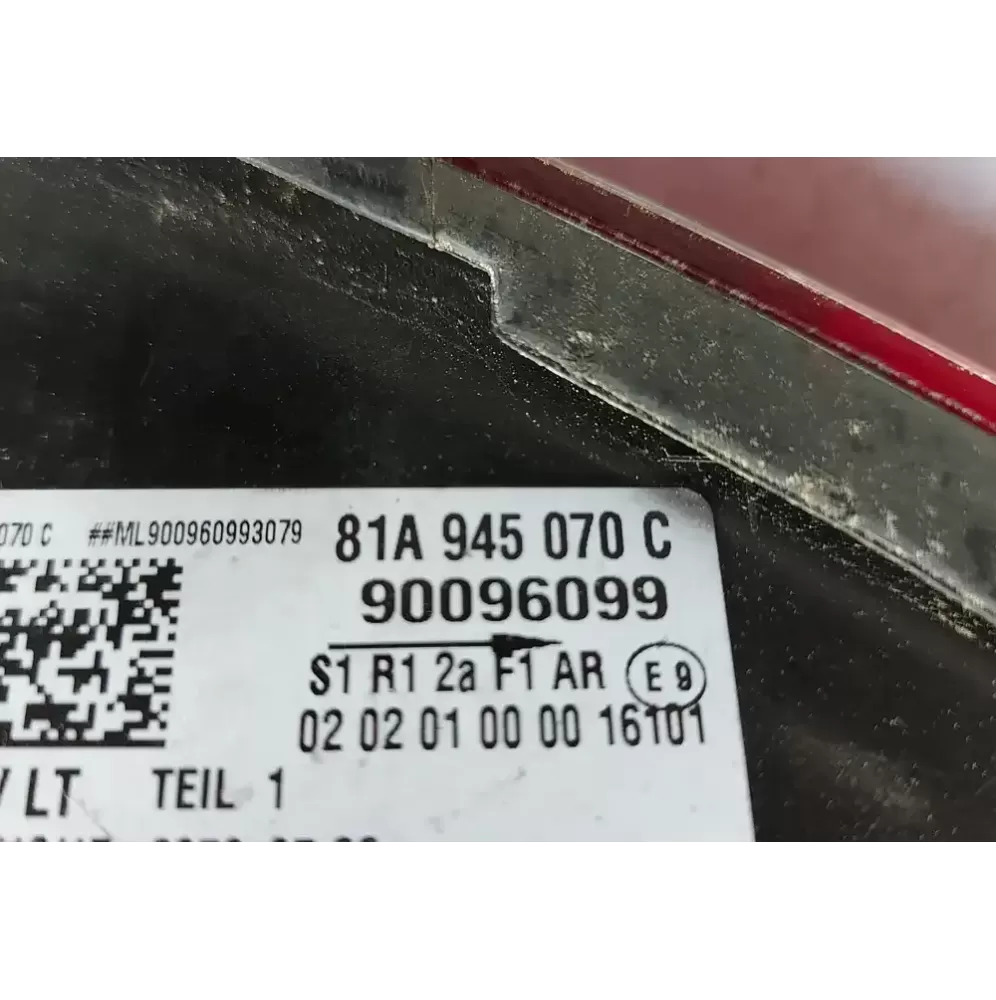 070 C ##ML900960993079
81A 945 070 C
90096099
S1 R1 2a F1 AR E 9
02 02 01 00 00 16101
LT TEIL 1